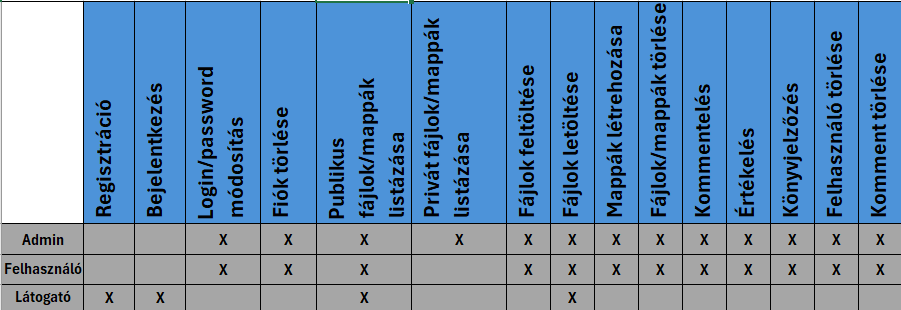 Regisztráció
Bejelentkezés
Login/password
módosítás
Fiók törlése
Publikus
fájlok/mappák
listázása
Privát fájlok/mappák
listázása
Fájlok feltöltése
Fájlok letöltése
Mappák létrehozása
Fájlok/mappák törlése
Kommentelés
Értékelés
Könyvjelzőzés
Felhasználó törlése
Komment törlése
Admin X X X X X X X X X X X X X
Felhasználó X X X X X X X X X X X X
Látogató X X X X